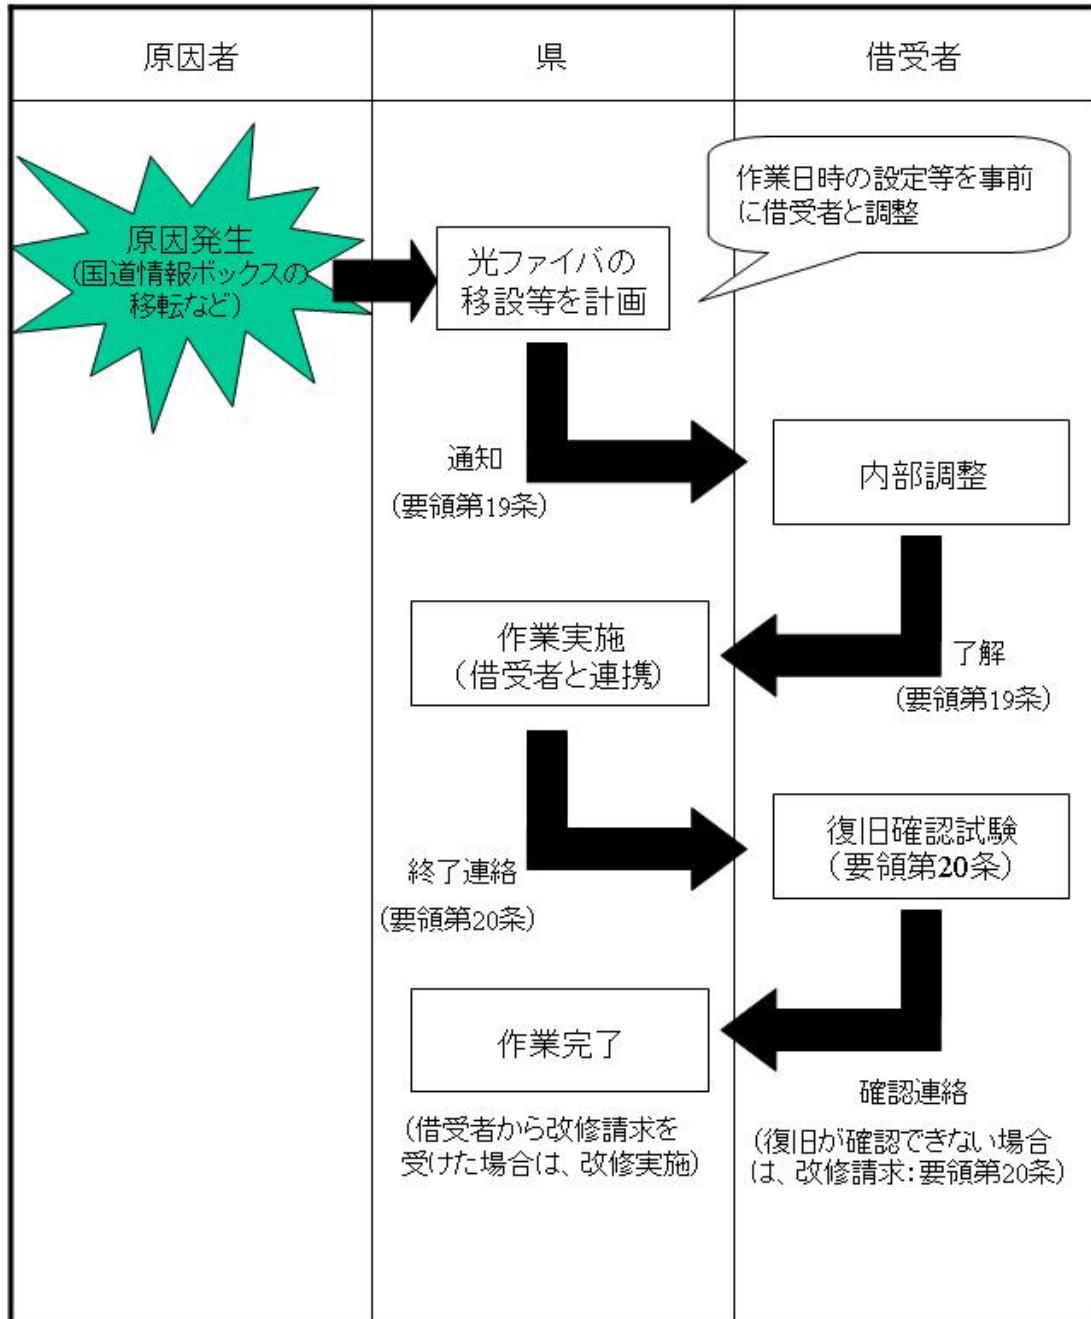 原因者
県
借受者
原因発生
(国道情報ボックスの
移転など)
光ファイバの
移設等を計画
作業日時の設定等を事前
に借受者と調整
通知
(要領第19条)
内部調整
作業実施
(借受者と連携)
了解
(要領第19条)
終了連絡
(要領第20条)
復旧確認試験
(要領第20条)
作業完了
(借受者から改修請求を
受けた場合は、改修実施)
確認連絡
(復旧が確認できない場合
は、改修請求:要領第20条)